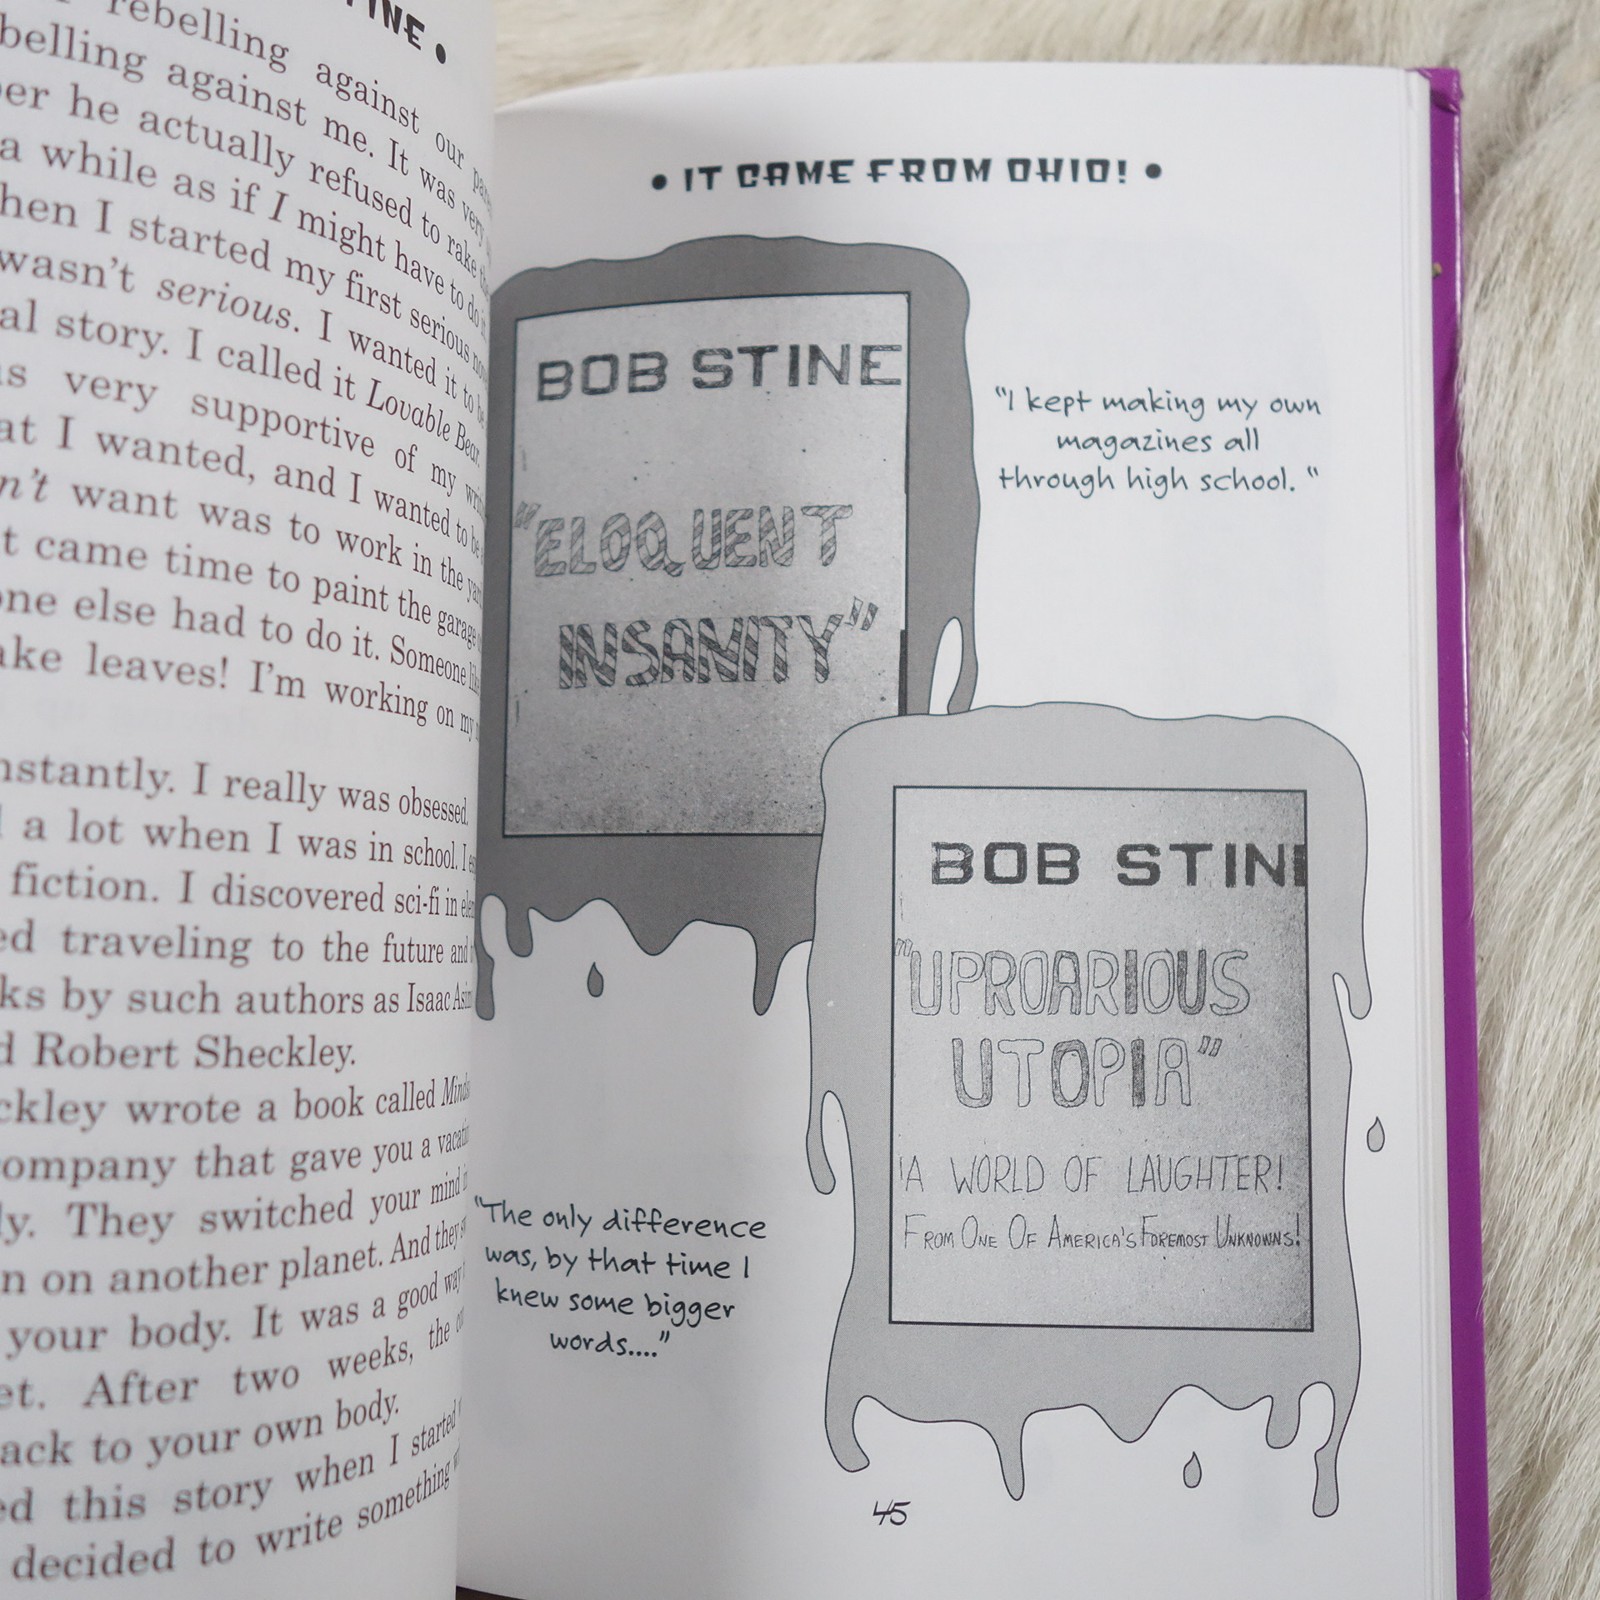 TINE •
rebelling against our
belling against me. It was very
er he actually refused to rake the
a while as if I might have to do it.
hen I started my first serious
wasn't serious. I wanted it to be
al story. I called it Lovable Bear.
very supportive of my
at I wanted, and I wanted to be
n't want was to work in the
t came time to paint the garage
one else had to do it. Someone
ake leaves! I'm working on my
nstantly. I really was obsessed.
a lot when I was in school. I
fiction. I discovered sci-fi in
ed traveling to the future and
ks by such authors as Isaac
d Robert Sheckley.
ckley wrote a book called
ompany that gave you a
ly. They switched your mind
n on another planet. And they
your body. It was a good way
et. After two weeks, the
ack to your own body.
ed this story when I started
decided to write something
• IT CAME FROM OHIO! •
BOB STINE
"ELOQUENT
INSANITY"
"I kept making my own
magazines all
through high school. "
BOB STINE
"UPROARIOUS
UTOPIA"
'A WORLD OF LAUGHTER!
FROM ONE OF AMERICA'S FOREMOST UNKNOWNS!
"The only difference
was, by that time I
knew some bigger
words...."
45